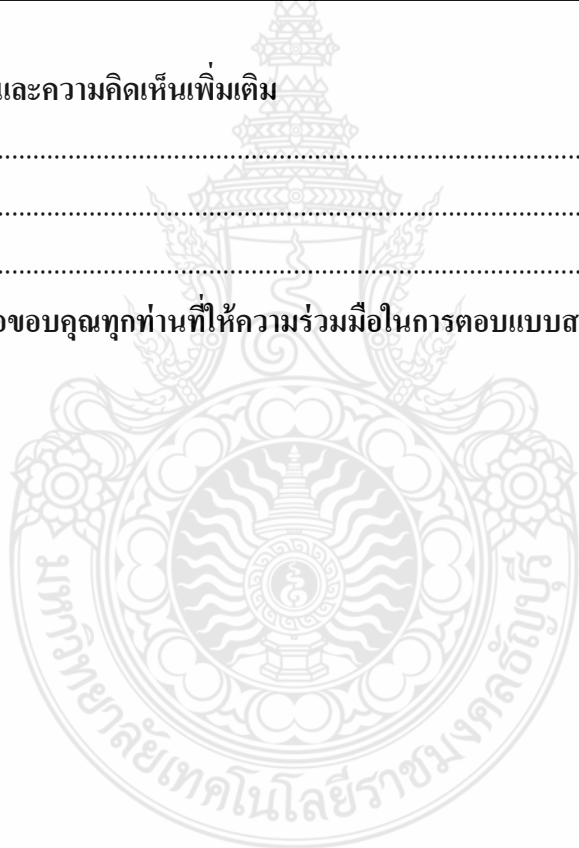 และความคิดเห็นเพิ่มเติม
................................................................................
................................................................................
................................................................................
ขอบคุณทุกท่านที่ให้ความร่วมมือในการตอบแบบส
มหาวิทยาลัยเทคโนโลยีราชมงคลธัญบุรี